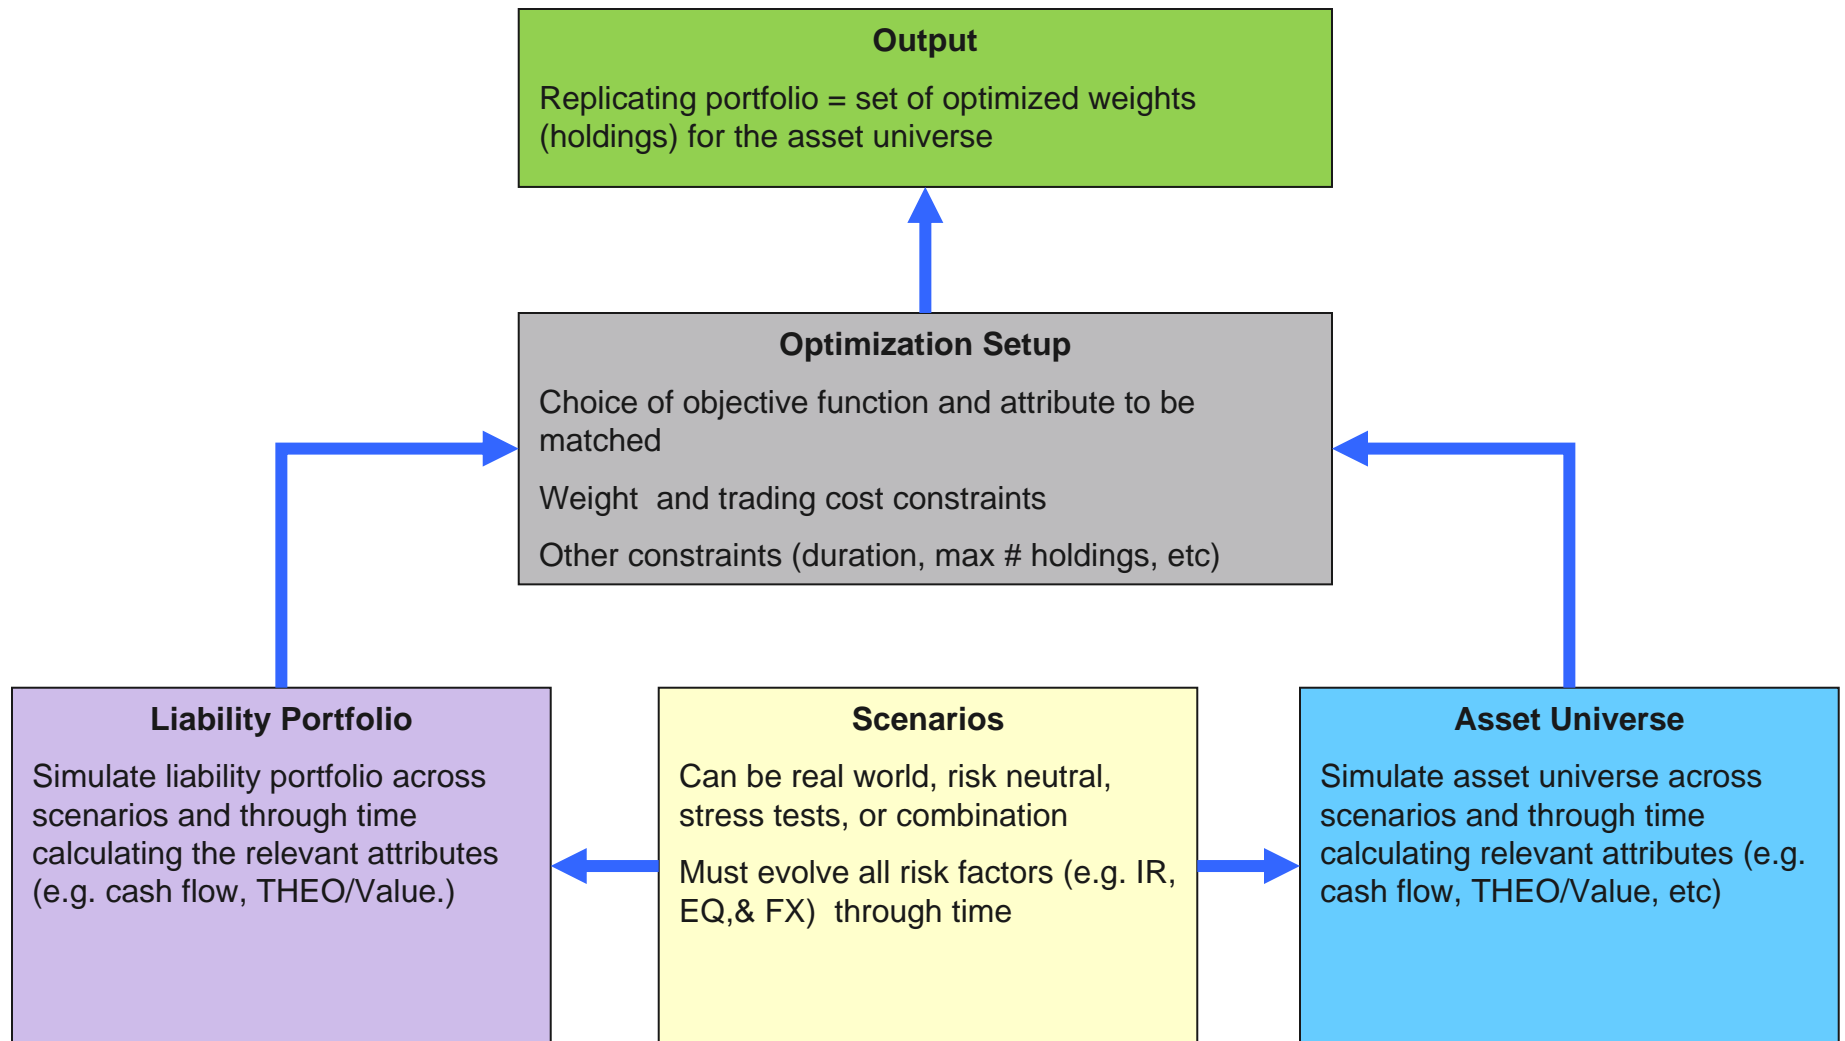 Output
Replicating portfolio = set of optimized weights
(holdings) for the asset universe
Optimization Setup
Choice of objective function and attribute to be
matched
Weight  and trading cost constraints
Other constraints (duration, max # holdings, etc)
Liability Portfolio
Simulate liability portfolio across
scenarios and through time
calculating the relevant attributes
(e.g. cash flow, THEO/Value.)
Scenarios
Can be real world, risk neutral,
stress tests, or combination
Must evolve all risk factors (e.g. IR,
EQ,& FX)  through time
Asset Universe
Simulate asset universe across
scenarios and through time
calculating relevant attributes (e.g.
cash flow, THEO/Value, etc)